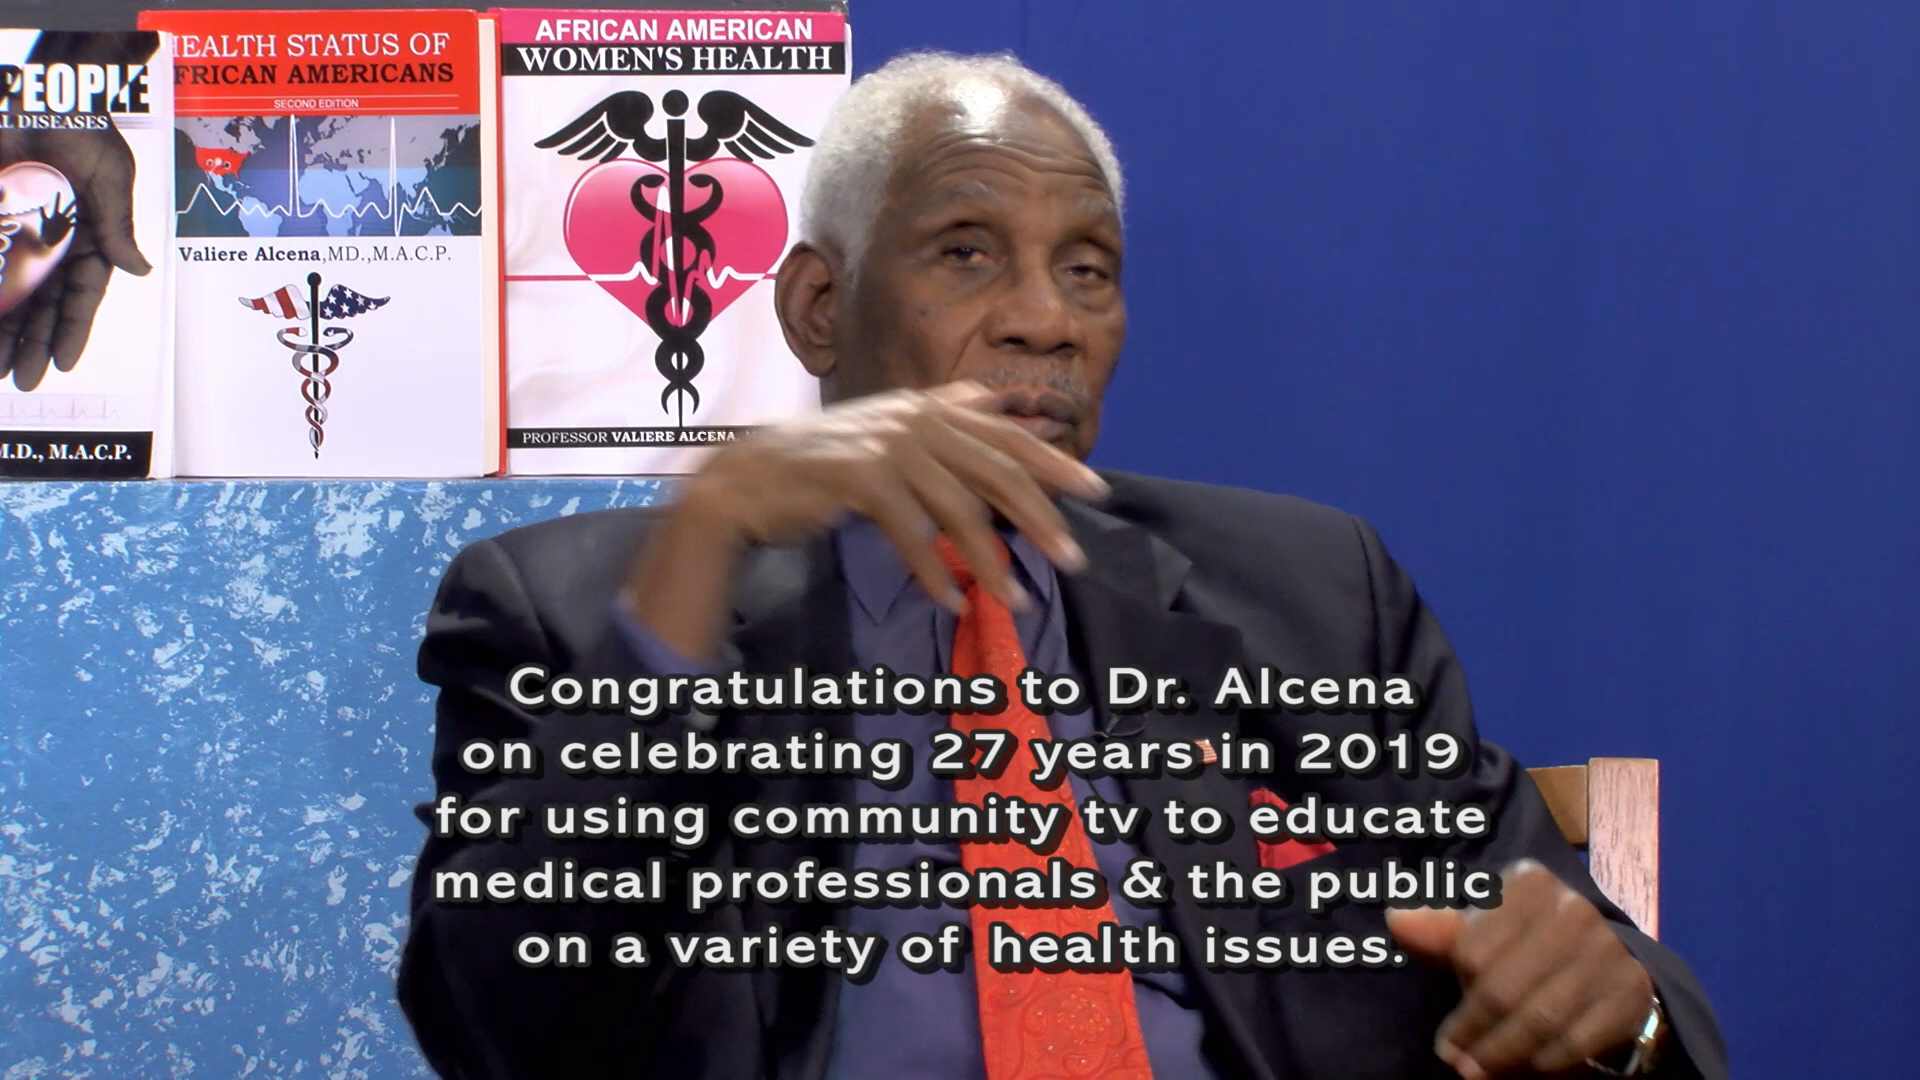 PEOPLE
L DISEASES
M.D., M.A.C.P.
HEALTH STATUS OF
FRICAN AMERICANS
SECOND EDITION
Valiere Alcena,MD.,M.A.C.P.
AFRICAN AMERICAN
WOMEN'S HEALTH
PROFESSOR VALIERE ALCENA,
Congratulations to Dr. Alcena
on celebrating 27 years in 2019
for using community tv to educate
medical professionals & the public
on a variety of health issues.